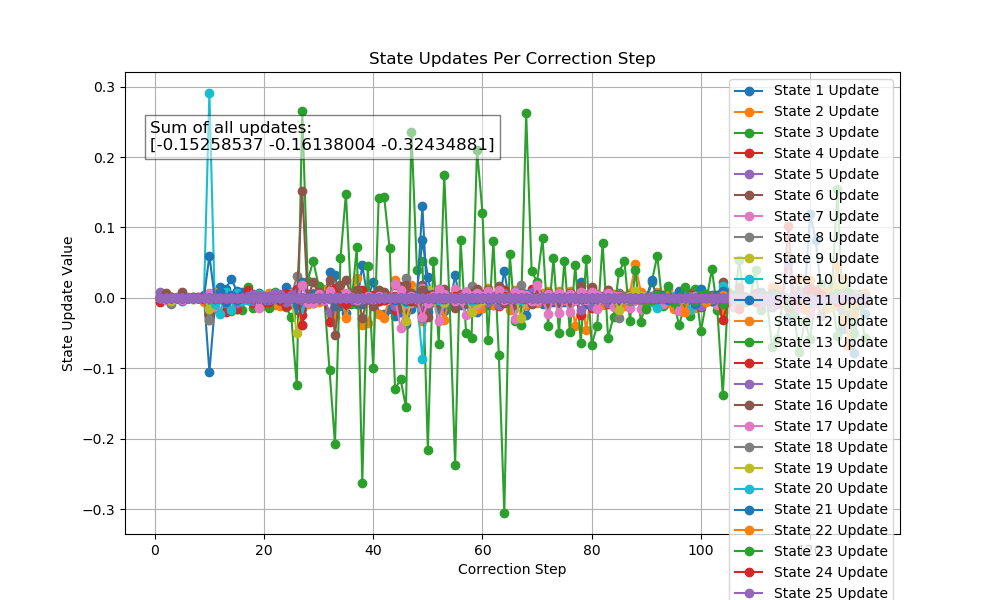 State Updates Per Correction Step
0.3
0.2
0.1
0.0
−0.1
−0.2
−0.3
State Update Value
Sum of all updates:
[-0.15258537 -0.16138004 -0.32434881]
State 1 Update
State 2 Update
State 3 Update
State 4 Update
State 5 Update
State 6 Update
State 7 Update
State 8 Update
State 9 Update
State 10 Update
State 11 Update
State 12 Update
State 13 Update
State 14 Update
State 15 Update
State 16 Update
State 17 Update
State 18 Update
State 19 Update
State 20 Update
State 21 Update
State 22 Update
State 23 Update
State 24 Update
State 25 Update
0 20 40 60 80 100
Correction Step